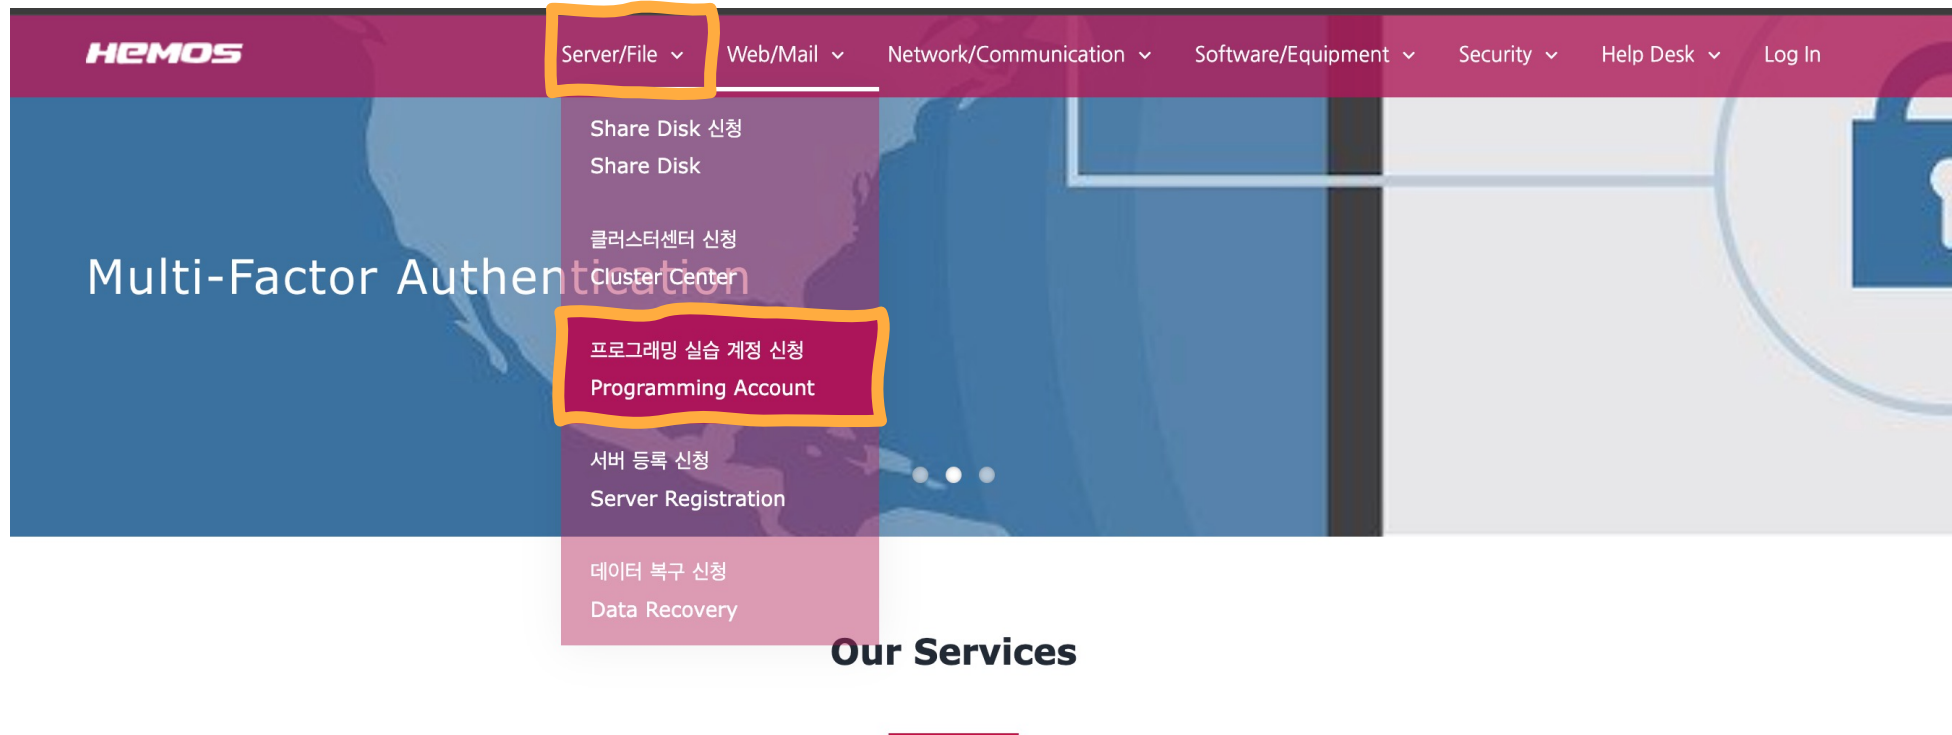 HEMOS
Server/File
Web/Mail
Network/Communication
Software/Equipment
Security
Help Desk
Log In
Share Disk 신청
Share Disk
클러스터센터 신청
Cluster Center
프로그래밍 실습 계정 신청
Programming Account
서버 등록 신청
Server Registration
데이터 복구 신청
Data Recovery
Multi-Factor Authentication
Our Services